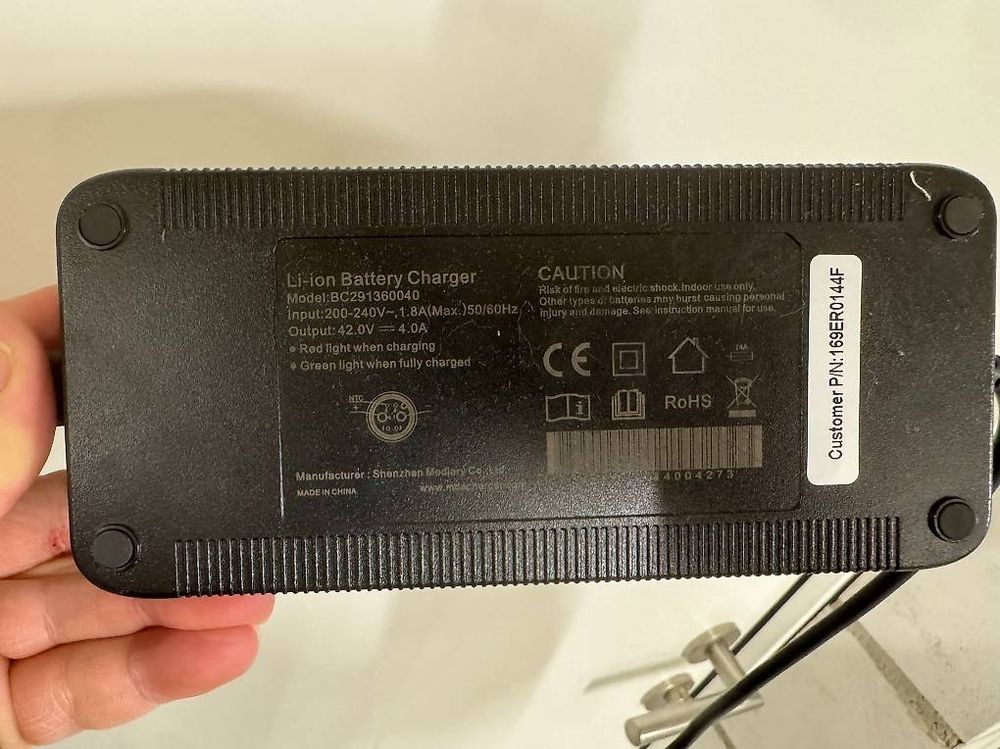 Li-ion Battery Charger
Model:BC291360040
Input:200-240V~,1.8A(Max.)50/60Hz
Output:42.0V ⎓ 4.0A
● Red light when charging
● Green light when fully charged
NTC
Manufacturer : Shenzhen Mediary Co., Ltd
MADE IN CHINA
CAUTION
Risk of fire and electric shock.Indoor use only.
Other types of batteries may burst causing personal
injury and damage. See instruction manual for use.
CE
RoHS
4004273
Customer P/N:169ER0144F